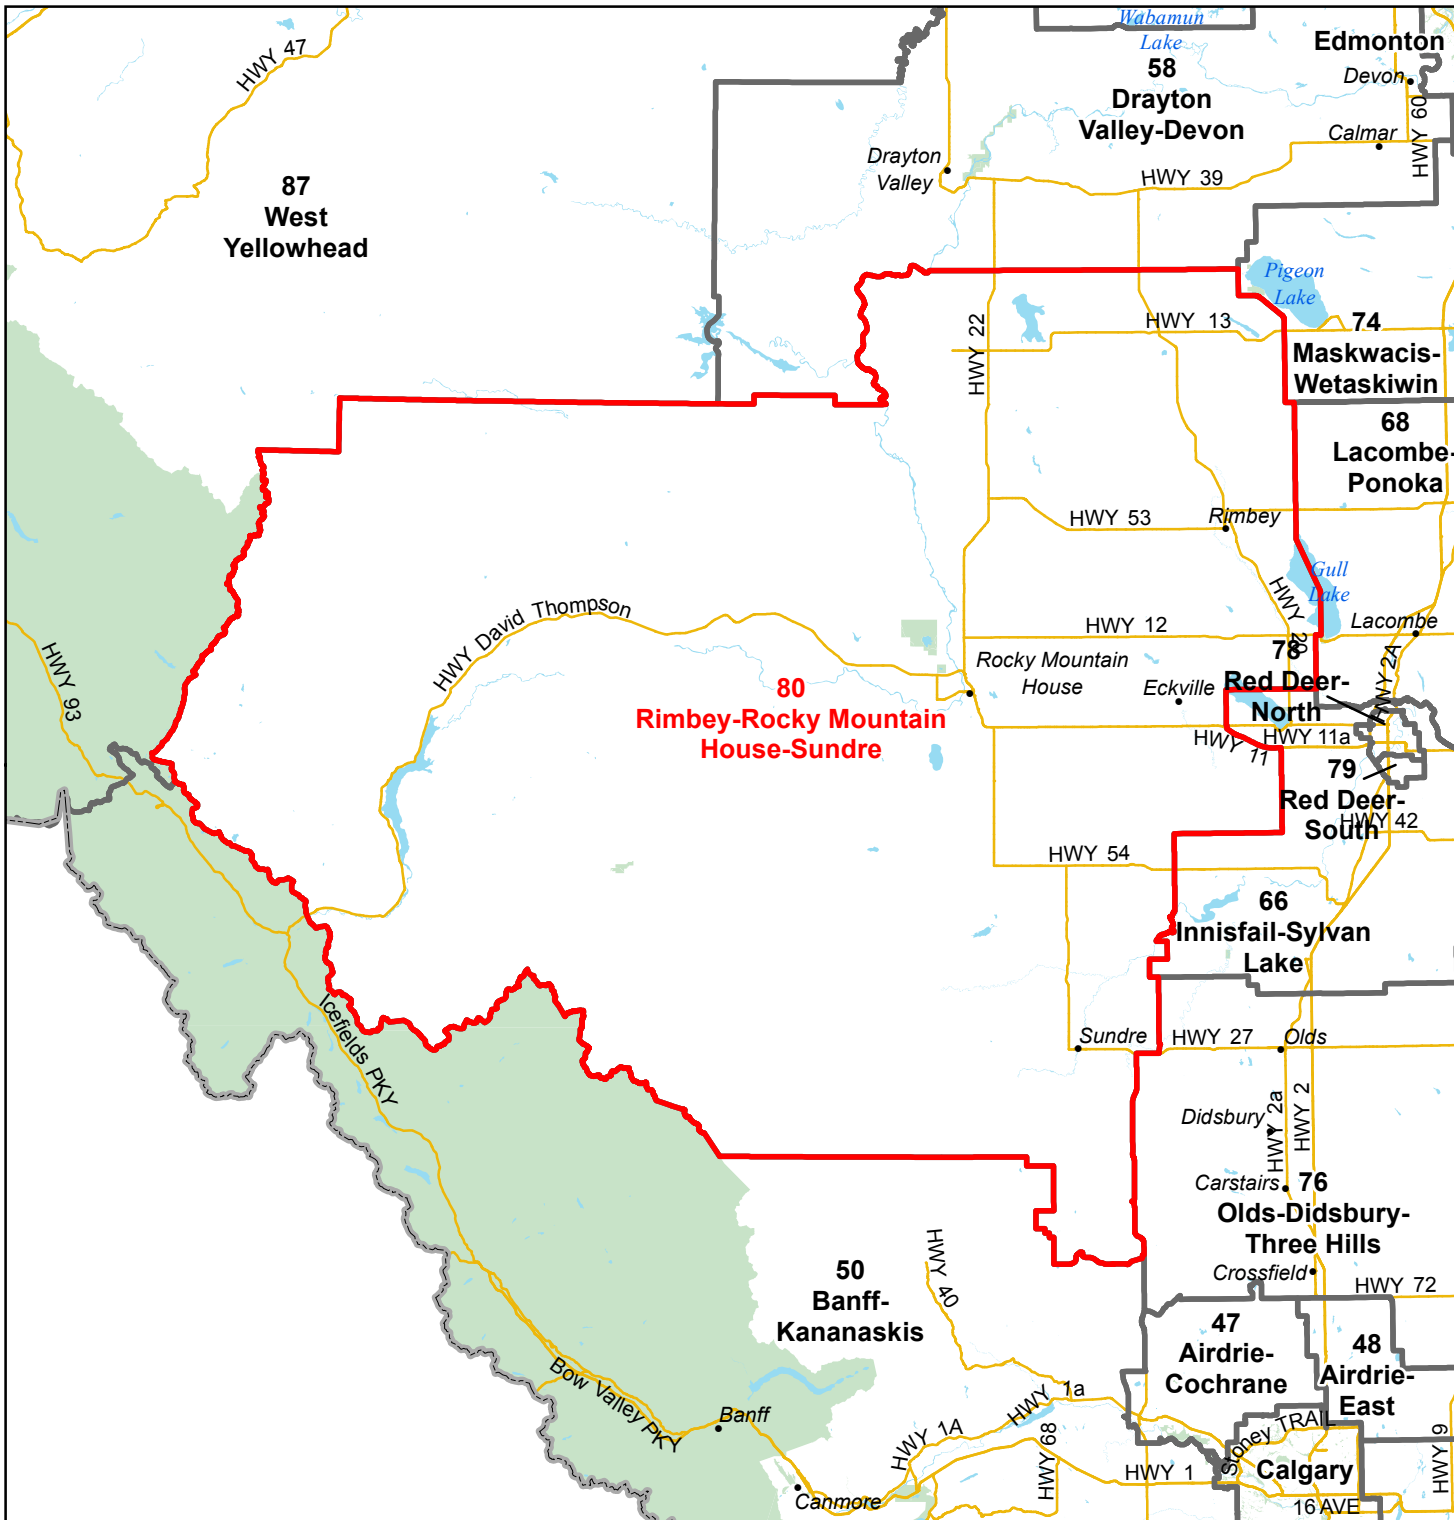 Wabamun
Lake
Edmonton
HWY 47
58
Drayton
Valley-Devon
Devon
HWY 60
Calmar
Drayton
Valley
HWY 39
87
West
Yellowhead
Pigeon
Lake
HWY 22
HWY 13
74
Maskwacis-
Wetaskiwin
68
Lacombe-
Ponoka
HWY 53
Rimbey
Gull
Lake
HWY David Thompson
HWY 20
HWY 12
Lacombe
HWY 93
Rocky Mountain
House
Eckville
78
Red Deer-
North
HWY 2A
80
Rimbey-Rocky Mountain
House-Sundre
HWY 11
HWY 11a
79
Red Deer-
South
HWY 42
HWY 54
66
Innisfail-Sylvan
Lake
Icefields PKY
Sundre
HWY 27
Olds
Didsbury
HWY 2a
HWY 2
Carstairs
76
Olds-Didsbury-
Three Hills
Crossfield
HWY 72
HWY 40
50
Banff-
Kananaskis
47
Airdrie-
Cochrane
48
Airdrie-
East
Bow Valley PKY
Banff
HWY 1a
HWY 1A
HWY 68
Stoney TRAIL
HWY 9
HWY 1
Calgary
Canmore
16 AVE